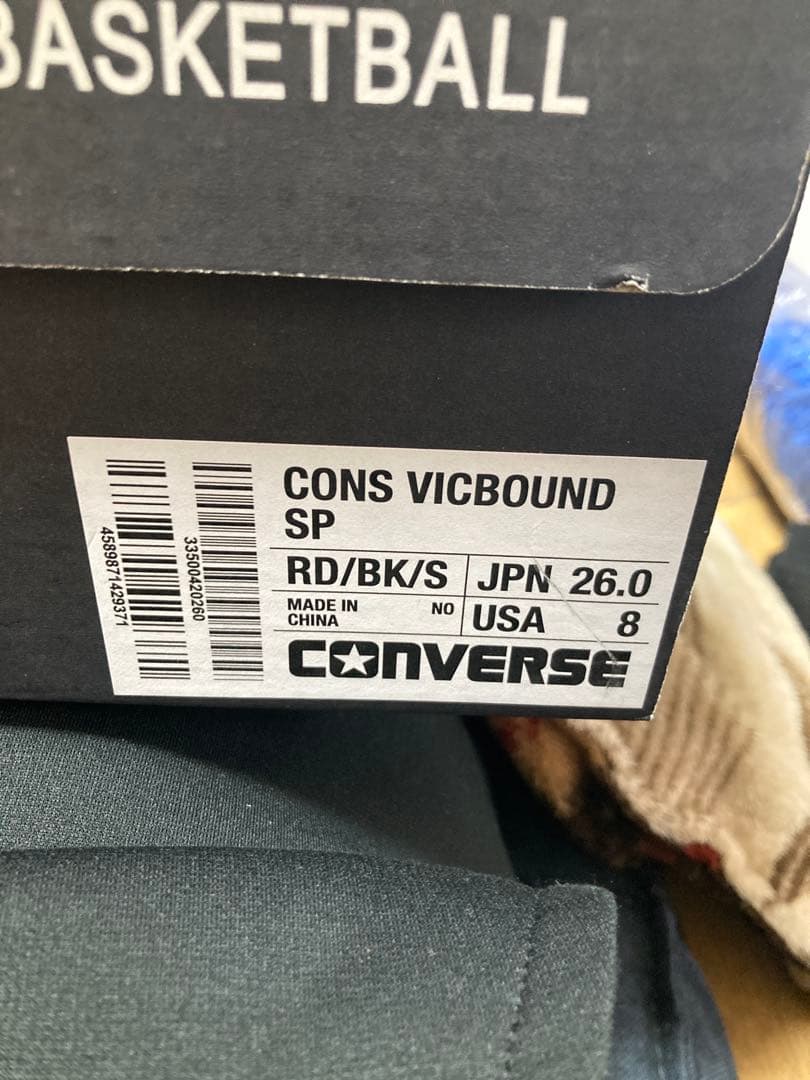 BASKETBALL
CONS VICBOUND
SP
RD/BK/S JPN 26.0
MADE IN CHINA NO USA 8
CONVERSE
4589871429371
33500420260